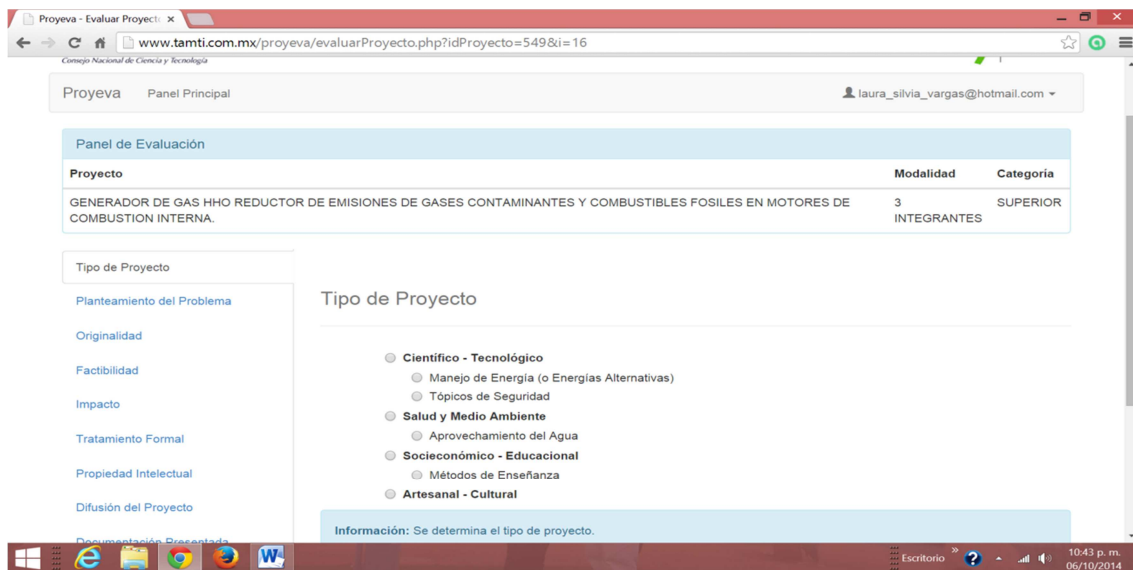 Proyeva - Evaluar Proyecto
www.tamti.com.mx/proyeva/evaluarProyecto.php?idProyecto=549&i=16
Consejo Nacional de Ciencia y Tecnología
Proyeva Panel Principal laura_silvia_vargas@hotmail.com
Panel de Evaluación
Proyecto Modalidad Categoría
GENERADOR DE GAS HHO REDUCTOR DE EMISIONES DE GASES CONTAMINANTES Y COMBUSTIBLES FOSILES EN MOTORES DE 3 SUPERIOR
COMBUSTION INTERNA. INTEGRANTES
Tipo de Proyecto
Planteamiento del Problema
Originalidad
Factibilidad
Impacto
Tratamiento Formal
Propiedad Intelectual
Difusión del Proyecto
Documentación Presentada
Tipo de Proyecto
Científico - Tecnológico
Manejo de Energía (o Energías Alternativas)
Tópicos de Seguridad
Salud y Medio Ambiente
Aprovechamiento del Agua
Socieconómico - Educacional
Métodos de Enseñanza
Artesanal - Cultural
Información: Se determina el tipo de proyecto.
Escritorio 10:43 p. m.
06/10/2014